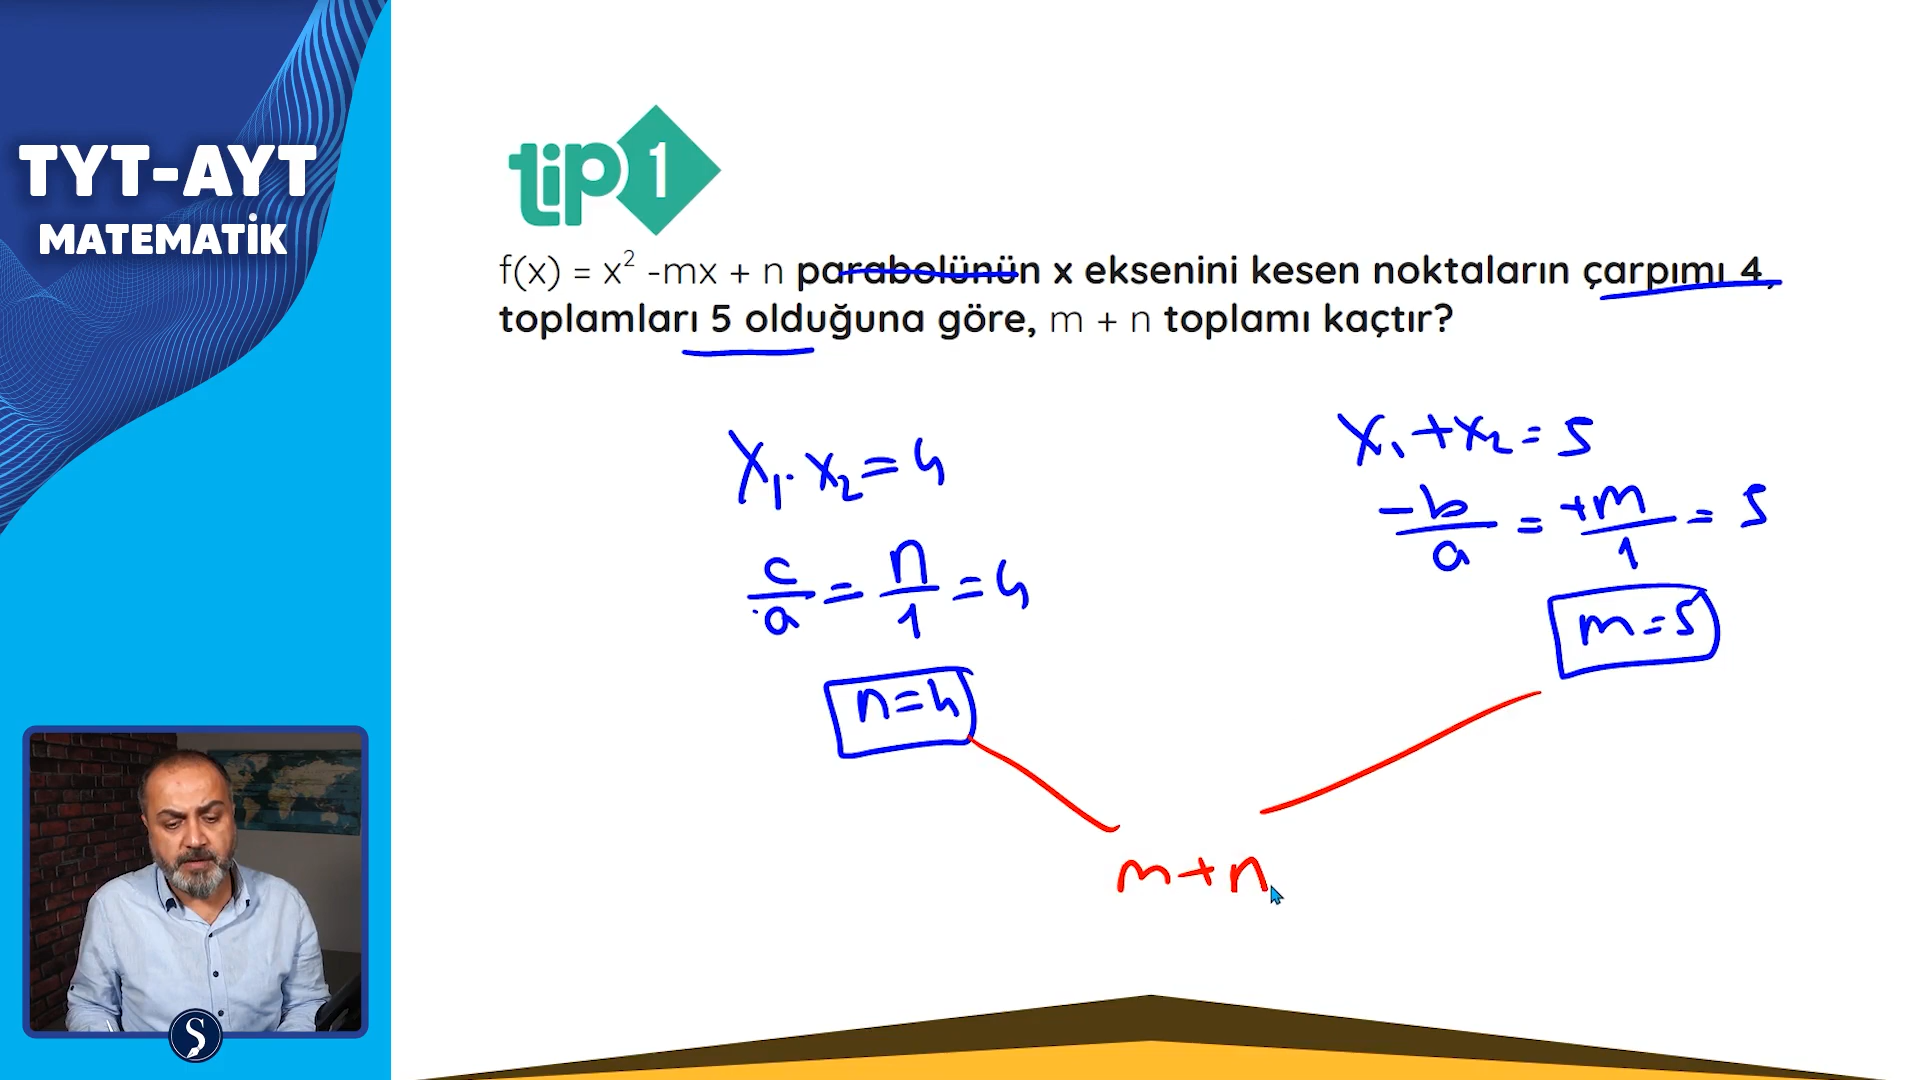 TYT-AYT
MATEMATİK
tip 1
f(x) = x² -mx + n parabolünün x eksenini kesen noktaların çarpımı 4,
toplamları 5 olduğuna göre, m + n toplamı kaçtır?
x₁ · x₂ = 4
c/a = n/1 = 4
n = 4
x₁ + x₂ = 5
-b/a = +m/1 = 5
m = 5
m + n
S